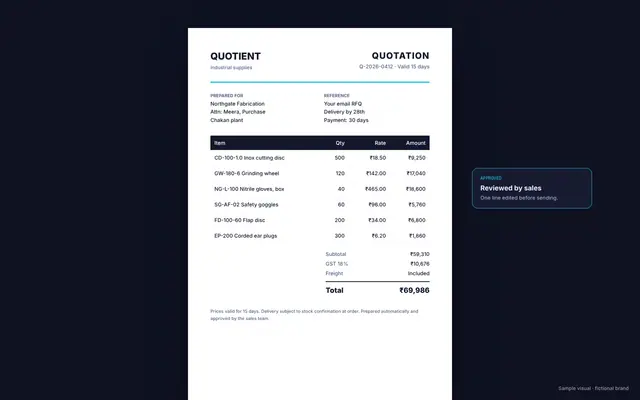 QUOTIENT
Industrial supplies
QUOTATION
Q-2026-0412 · Valid 15 days
PREPARED FOR
Northgate Fabrication
Attn: Meera, Purchase
Chakan plant
REFERENCE
Your email RFQ
Delivery by 28th
Payment: 30 days
Item Qty Rate Amount
CD-100-1.0 Inox cutting disc 500 ₹18.50 ₹9,250
GW-180-6 Grinding wheel 120 ₹142.00 ₹17,040
NG-L-100 Nitrile gloves, box 40 ₹465.00 ₹18,600
SG-AF-02 Safety goggles 60 ₹96.00 ₹5,760
FD-100-60 Flap disc 200 ₹34.00 ₹6,800
EP-200 Corded ear plugs 300 ₹6.20 ₹1,860
Subtotal ₹59,310
GST 18% ₹10,676
Freight Included
Total ₹69,986
Prices valid for 15 days. Delivery subject to stock confirmation at order. Prepared automatically and
approved by the sales team.
APPROVED
Reviewed by sales
One line edited before sending.
Sample visual · fictional brand